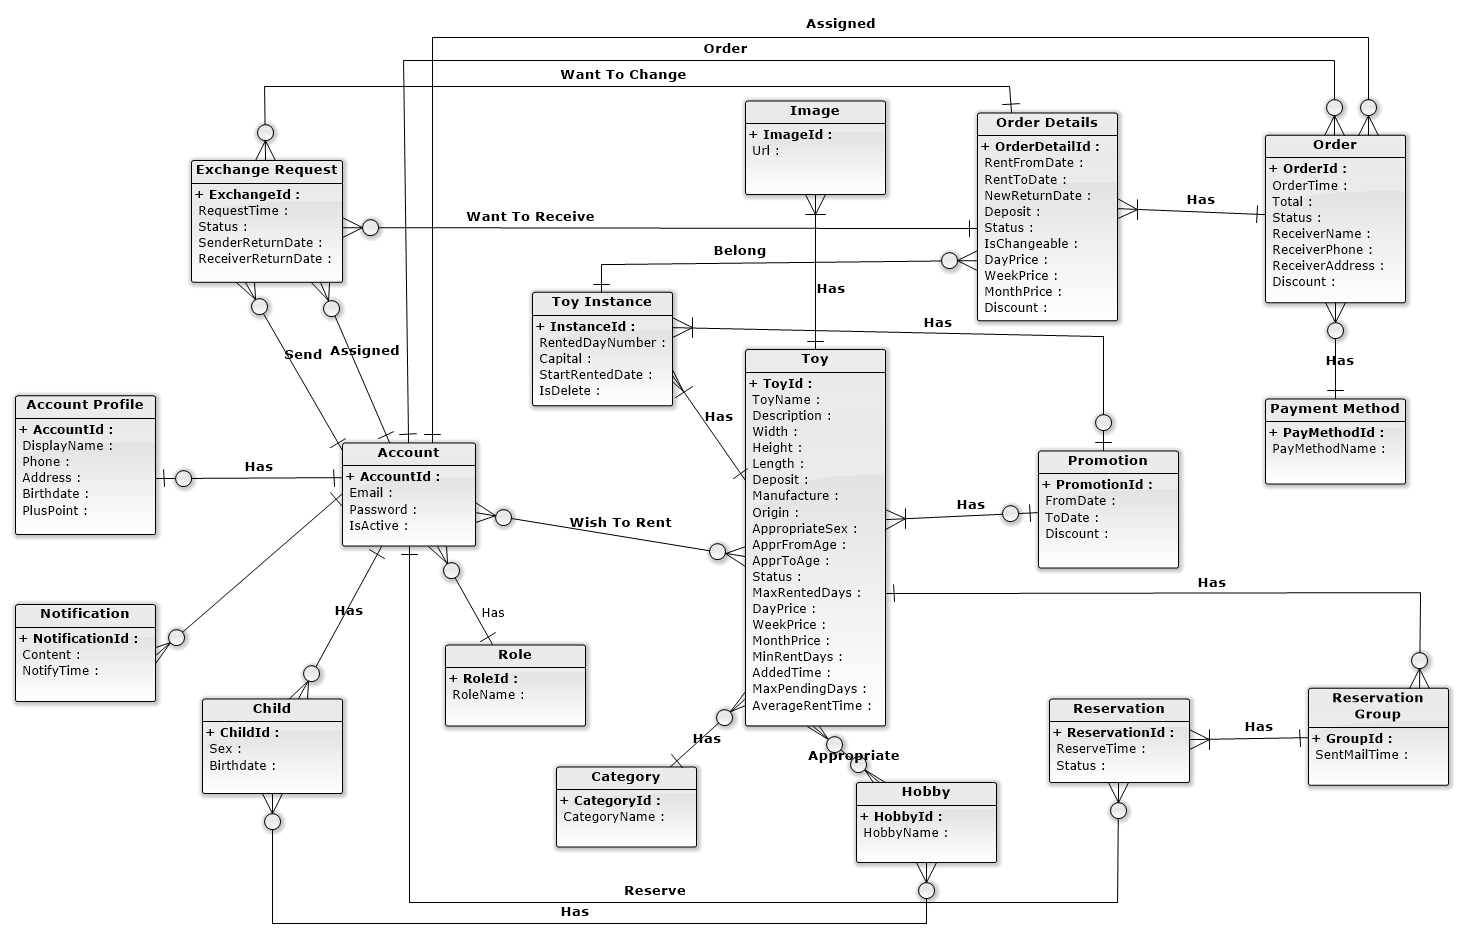 Assigned
Order
Want To Change
Image
+ ImageId :
Url :
Order Details
+ OrderDetailId :
RentFromDate :
RentToDate :
NewReturnDate :
Deposit :
Status :
IsChangeable :
DayPrice :
WeekPrice :
MonthPrice :
Discount :
Order
+ OrderId :
OrderTime :
Total :
Status :
ReceiverName :
ReceiverPhone :
ReceiverAddress :
Discount :
Has
Exchange Request
+ ExchangeId :
RequestTime :
Status :
SenderReturnDate :
ReceiverReturnDate :
Want To Receive
Belong
Has
Toy Instance
+ InstanceId :
RentedDayNumber :
Capital :
StartRentedDate :
IsDelete :
Has
Send
Assigned
Has
Payment Method
+ PayMethodId :
PayMethodName :
Toy
+ ToyId :
ToyName :
Description :
Width :
Height :
Length :
Deposit :
Manufacture :
Origin :
AppropriateSex :
ApprFromAge :
ApprToAge :
Status :
MaxRentedDays :
DayPrice :
WeekPrice :
MonthPrice :
MinRentDays :
AddedTime :
MaxPendingDays :
AverageRentTime :
Has
Account Profile
+ AccountId :
DisplayName :
Phone :
Address :
Birthdate :
PlusPoint :
Has
Account
+ AccountId :
Email :
Password :
IsActive :
Wish To Rent
Has
Promotion
+ PromotionId :
FromDate :
ToDate :
Discount :
Has
Notification
+ NotificationId :
Content :
NotifyTime :
Has
Has
Role
+ RoleId :
RoleName :
Child
+ ChildId :
Sex :
Birthdate :
Has
Category
+ CategoryId :
CategoryName :
Appropriate
Hobby
+ HobbyId :
HobbyName :
Reservation
+ ReservationId :
ReserveTime :
Status :
Has
Reservation
Group
+ GroupId :
SentMailTime :
Reserve
Has